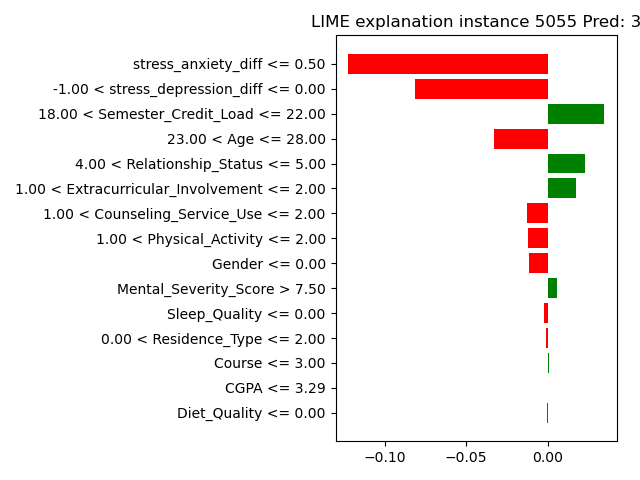 LIME explanation instance 5055 Pred: 3
stress_anxiety_diff <= 0.50
-1.00 < stress_depression_diff <= 0.00
18.00 < Semester_Credit_Load <= 22.00
23.00 < Age <= 28.00
4.00 < Relationship_Status <= 5.00
1.00 < Extracurricular_Involvement <= 2.00
1.00 < Counseling_Service_Use <= 2.00
1.00 < Physical_Activity <= 2.00
Gender <= 0.00
Mental_Severity_Score > 7.50
Sleep_Quality <= 0.00
0.00 < Residence_Type <= 2.00
Course <= 3.00
CGPA <= 3.29
Diet_Quality <= 0.00
−0.10 −0.05 0.00